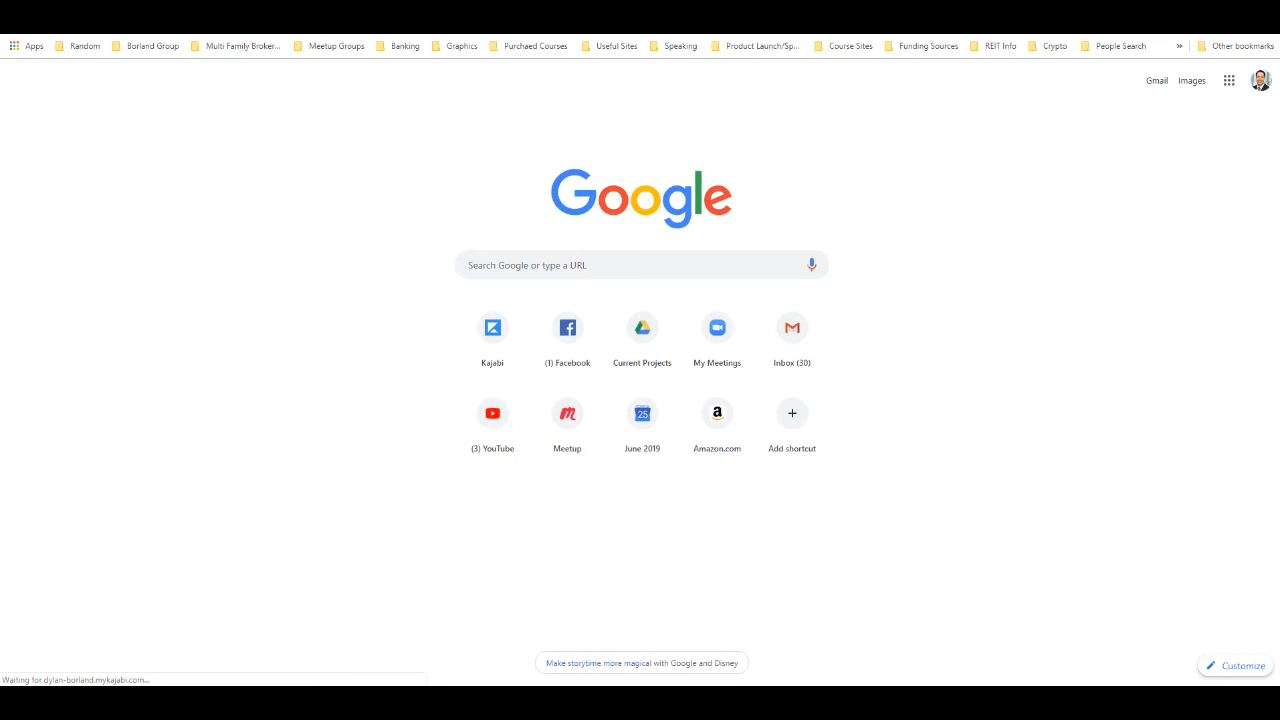 Apps Random Borland Group Multi Family Broker... Meetup Groups Banking Graphics Purchaed Courses Useful Sites Speaking Product Launch/Sp... Course Sites Funding Sources REIT Info Crypto People Search » Other bookmarks
Gmail Images
Google
Search Google or type a URL
Kajabi (1) Facebook Current Projects My Meetings Inbox (30)
25
(3) YouTube Meetup June 2019 Amazon.com Add shortcut
Make storytime more magical with Google and Disney
Customize
Waiting for dylan-borland.mykajabi.com...